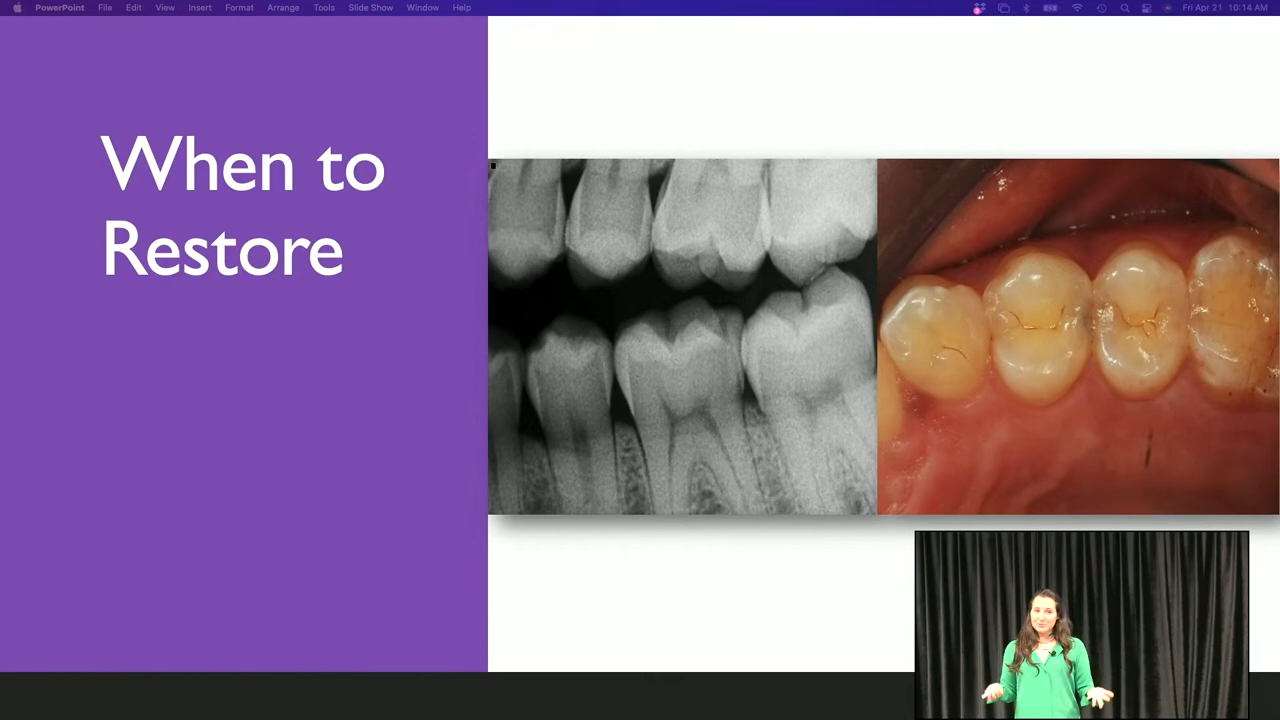 PowerPoint File Edit View Insert Format Arrange Tools Slide Show Window Help
Fri Apr 21 10:14 AM
When to
Restore